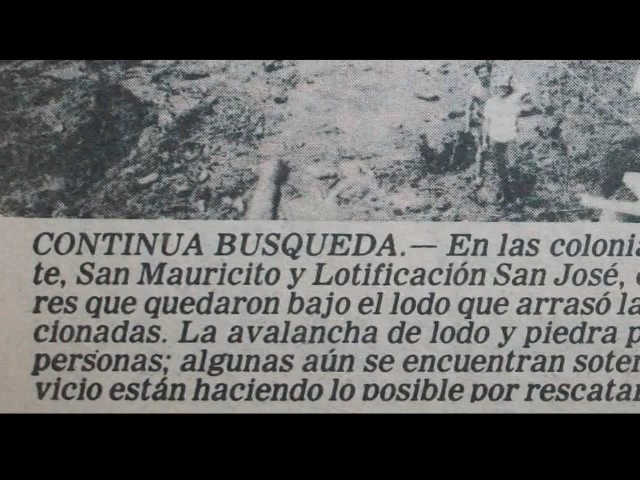 CONTINUA BUSQUEDA.— En las colonia
te, San Mauricito y Lotificación San José,
res que quedaron bajo el lodo que arrasó la
cionadas. La avalancha de lodo y piedra p
personas; algunas aún se encuentran soter
vicio están haciendo lo posible por rescatar